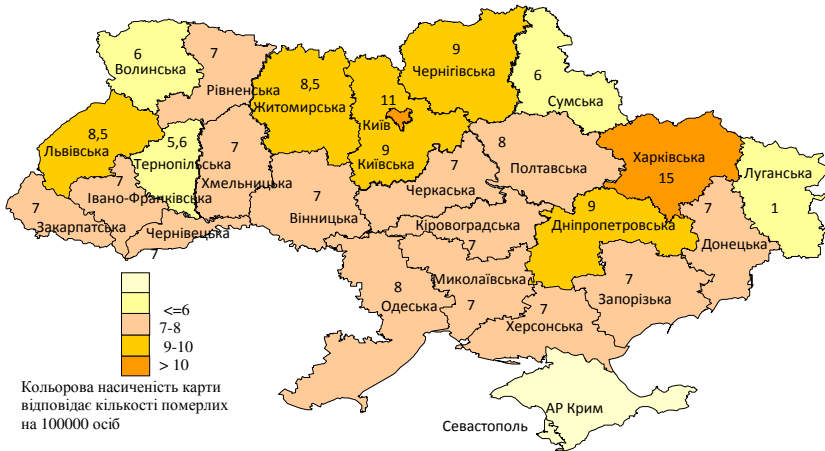 6
Волинська
7
Рівненська
8,5
Житомирська
11
Київ
9
Київська
9
Чернігівська
6
Сумська
8,5
Львівська
5,6
Тернопільська
7
Хмельницька
7
Вінницька
7
Черкаська
8
Полтавська
Харківська
15
Луганська
1
7
Закарпатська
7
Івано-Франківська
Чернівецька
7
Кіровоградська
7
9
Дніпропетровська
7
Донецька
8
Одеська
Миколаївська
7
7
Херсонська
7
Запорізька
АР Крим
Севастополь
<=6
7-8
9-10
> 10
Кольорова насиченість карти
відповідає кількості померлих
на 100000 осіб